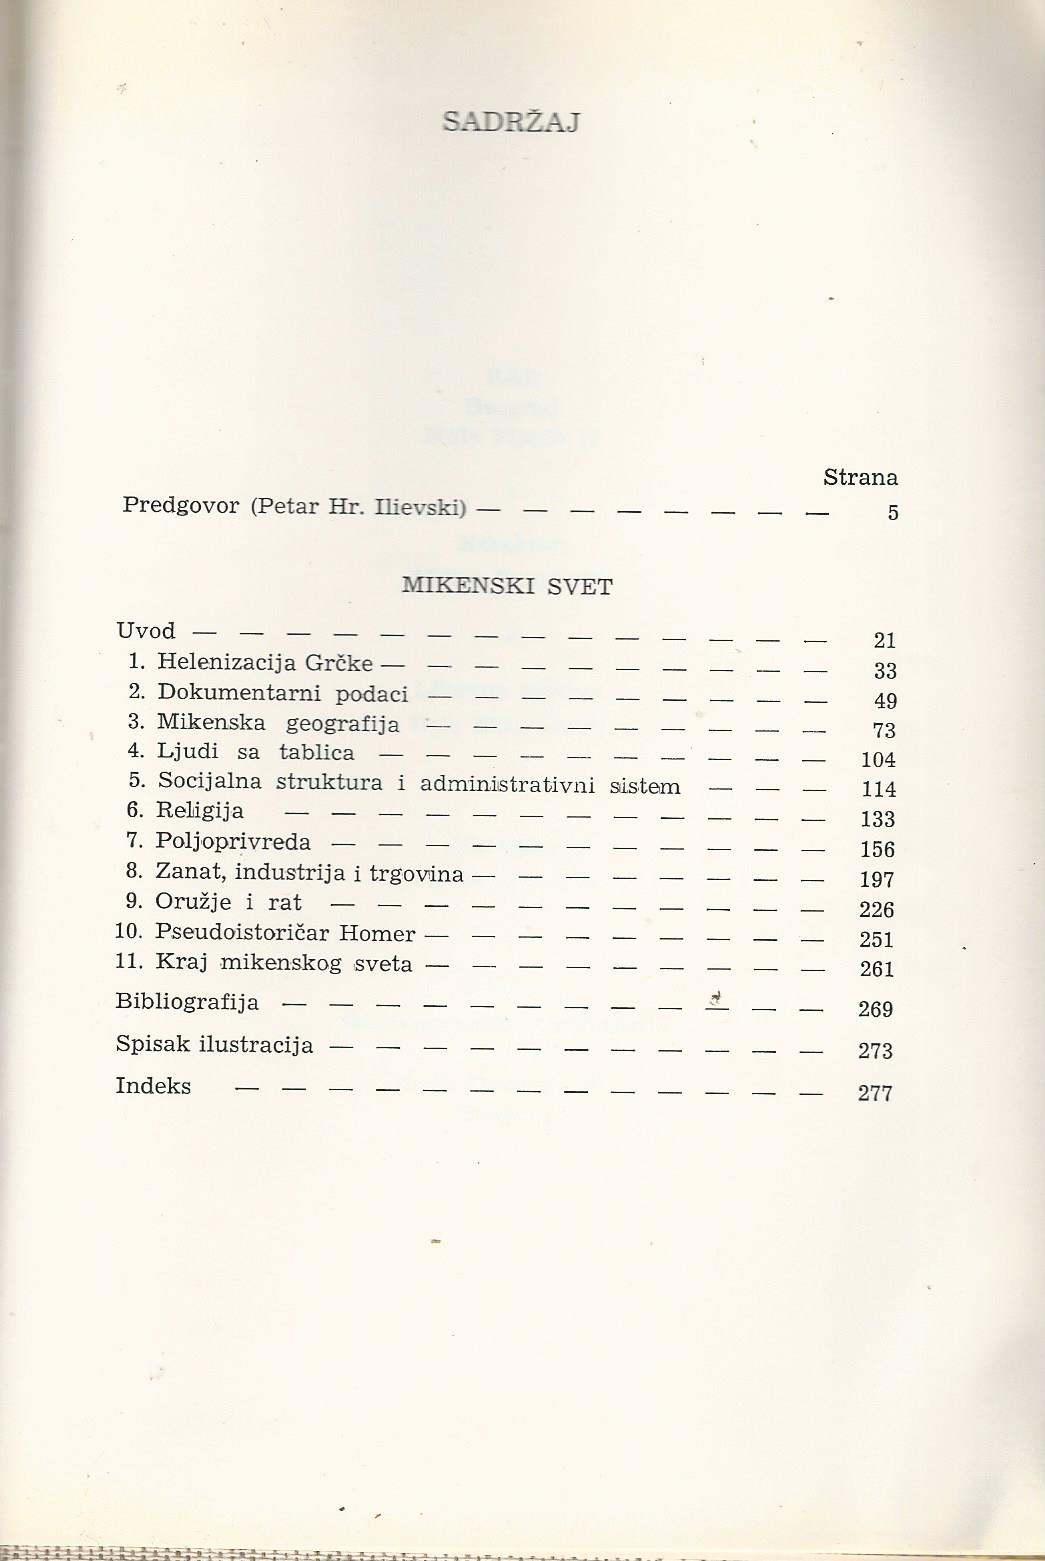 SADRŽAJ
Strana
Predgovor (Petar Hr. Ilievski) — — — — — — — — 5
MIKENSKI SVET
Uvod — — — — — — — — — — — — — — 21
1. Helenizacija Grčke — — — — — — — — — — 33
2. Dokumentarni podaci — — — — — — — — — 49
3. Mikenska geografija — — — — — — — — — 73
4. Ljudi sa tablica — — — — — — — — — — 104
5. Socijalna struktura i administrativni sistem — — — 114
6. Religija — — — — — — — — — — — — 133
7. Poljoprivreda — — — — — — — — — — — 156
8. Zanat, industrija i trgovina — — — — — — — — 197
9. Oružje i rat — — — — — — — — — — — 226
10. Pseudoistoričar Homer — — — — — — — — — 251
11. Kraj mikenskog sveta — — — — — — — — — 261
Bibliografija — — — — — — — — — — — — 269
Spisak ilustracija — — — — — — — — — — — 273
Indeks — — — — — — — — — — — — — 277